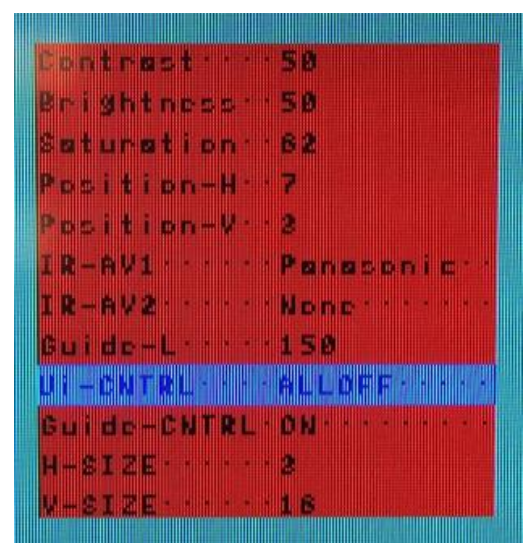 Contrast····50
Brightness··50
Saturation··62
Position-H··7
Position-V··2
IR-AV1······Panasonic··
IR-AV2······None·······
Guide-L·····150
Ui-CNTRL····ALLOFF·····
Guide-CNTRL·ON·········
H-SIZE······2
V-SIZE······16